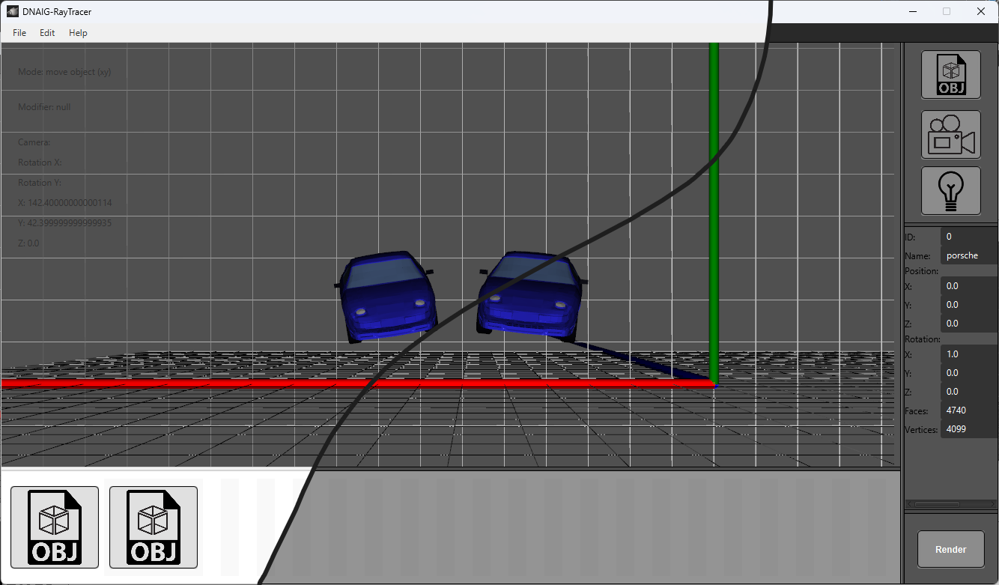 DNAIG-RayTracer
File Edit Help
Mode: move object (xy)
Modifier: null
Camera:
Rotation X:
Rotation Y:
X: 142.40000000000114
Y: 42.399999999999935
Z: 0.0
OBJ
ID: 0
Name: porsche
Position:
X: 0.0
Y: 0.0
Z: 0.0
Rotation:
X: 1.0
Y: 0.0
Z: 0.0
Faces: 4740
Vertices: 4099
OBJ OBJ
Render